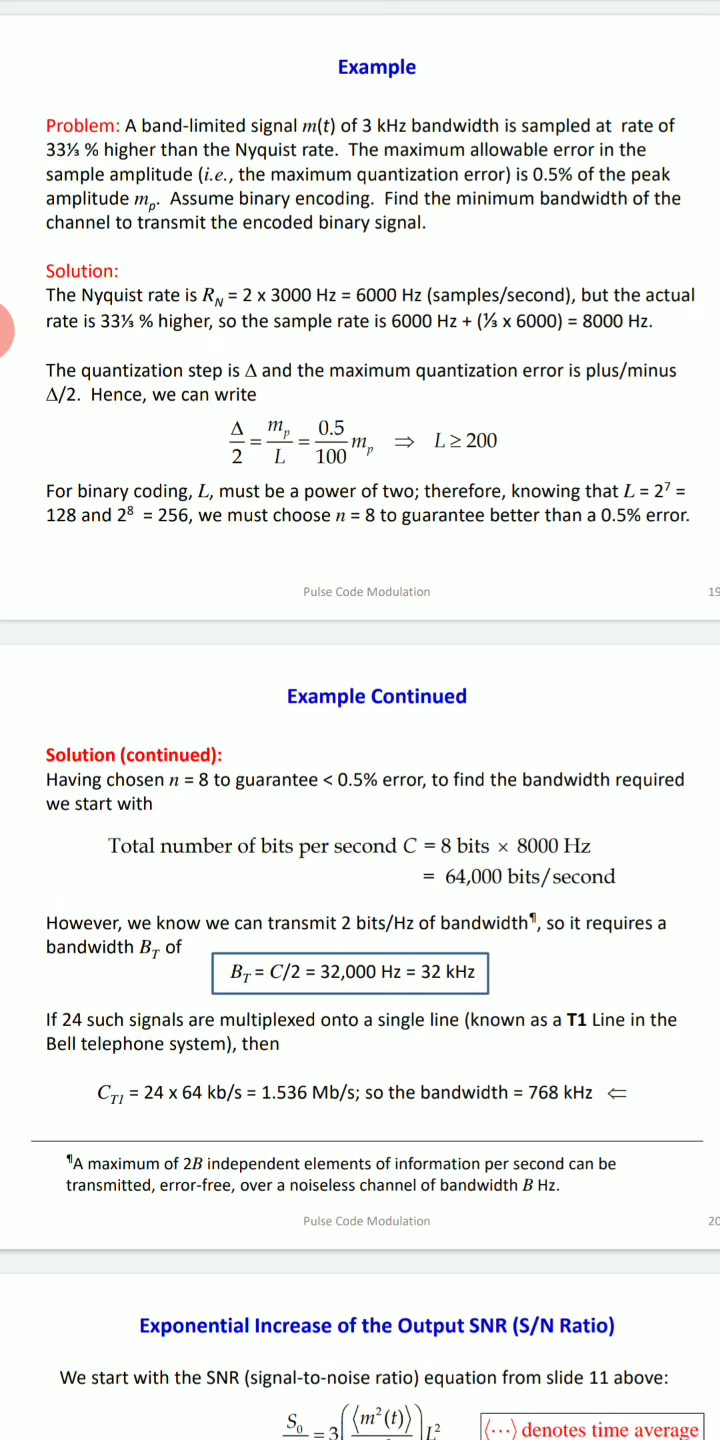 Example
Problem: A band-limited signal m(t) of 3 kHz bandwidth is sampled at rate of
33⅓ % higher than the Nyquist rate. The maximum allowable error in the
sample amplitude (i.e., the maximum quantization error) is 0.5% of the peak
amplitude mₚ. Assume binary encoding. Find the minimum bandwidth of the
channel to transmit the encoded binary signal.
Solution:
The Nyquist rate is R_N = 2 x 3000 Hz = 6000 Hz (samples/second), but the actual
rate is 33⅓ % higher, so the sample rate is 6000 Hz + (⅓ x 6000) = 8000 Hz.
The quantization step is Δ and the maximum quantization error is plus/minus
Δ/2. Hence, we can write
Δ/2 = mₚ/L = 0.5/100 mₚ ⇒ L ≥ 200
For binary coding, L, must be a power of two; therefore, knowing that L = 2⁷ =
128 and 2⁸ = 256, we must choose n = 8 to guarantee better than a 0.5% error.
Pulse Code Modulation 19
Example Continued
Solution (continued):
Having chosen n = 8 to guarantee < 0.5% error, to find the bandwidth required
we start with
Total number of bits per second C = 8 bits × 8000 Hz
= 64,000 bits/second
However, we know we can transmit 2 bits/Hz of bandwidth¶, so it requires a
bandwidth B_T of
B_T = C/2 = 32,000 Hz = 32 kHz
If 24 such signals are multiplexed onto a single line (known as a T1 Line in the
Bell telephone system), then
C_T1 = 24 x 64 kb/s = 1.536 Mb/s; so the bandwidth = 768 kHz ⇐
¶A maximum of 2B independent elements of information per second can be
transmitted, error-free, over a noiseless channel of bandwidth B Hz.
Pulse Code Modulation 20
Exponential Increase of the Output SNR (S/N Ratio)
We start with the SNR (signal-to-noise ratio) equation from slide 11 above:
S₀ = 3(⟨m²(t)⟩)L²
⟨⋯⟩ denotes time average